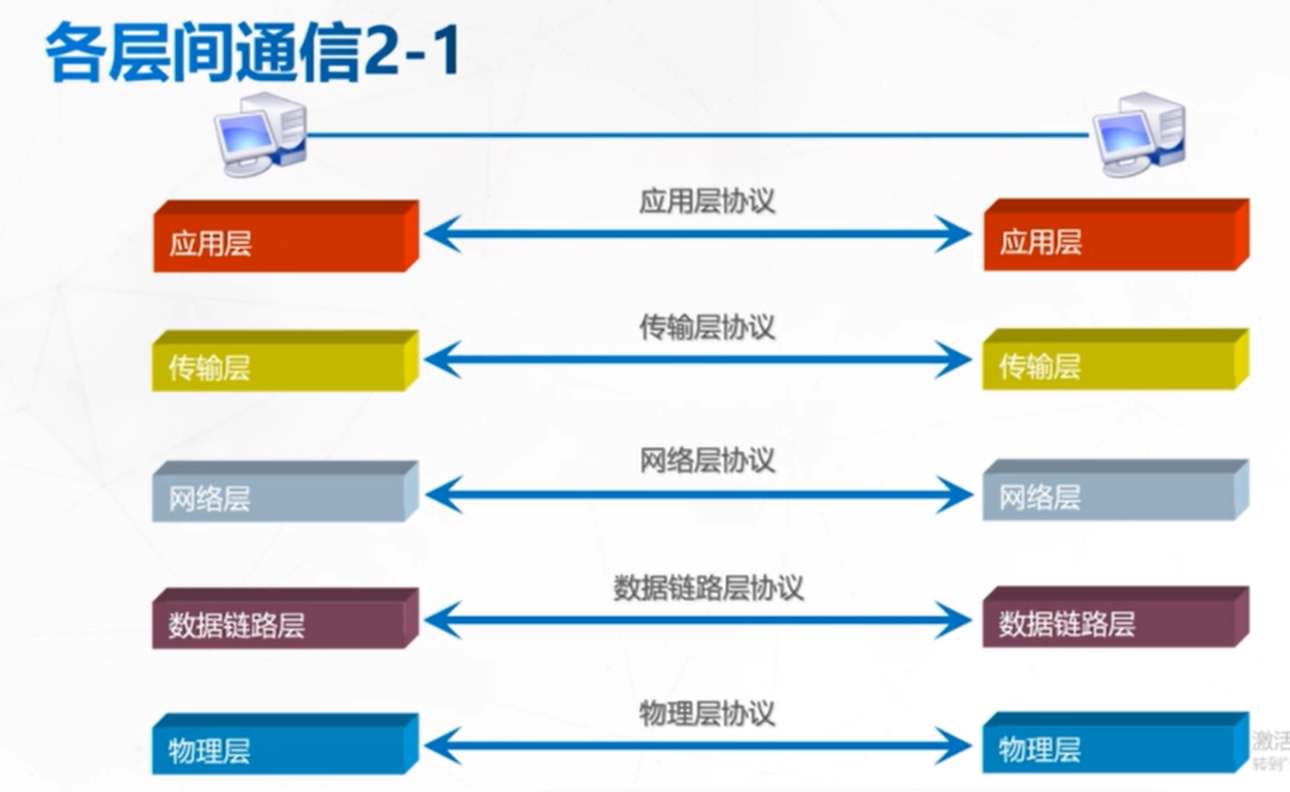 各层间通信2-1
应用层协议
应用层
应用层
传输层协议
传输层
传输层
网络层协议
网络层
网络层
数据链路层协议
数据链路层
数据链路层
物理层协议
物理层
物理层
激活
转到"